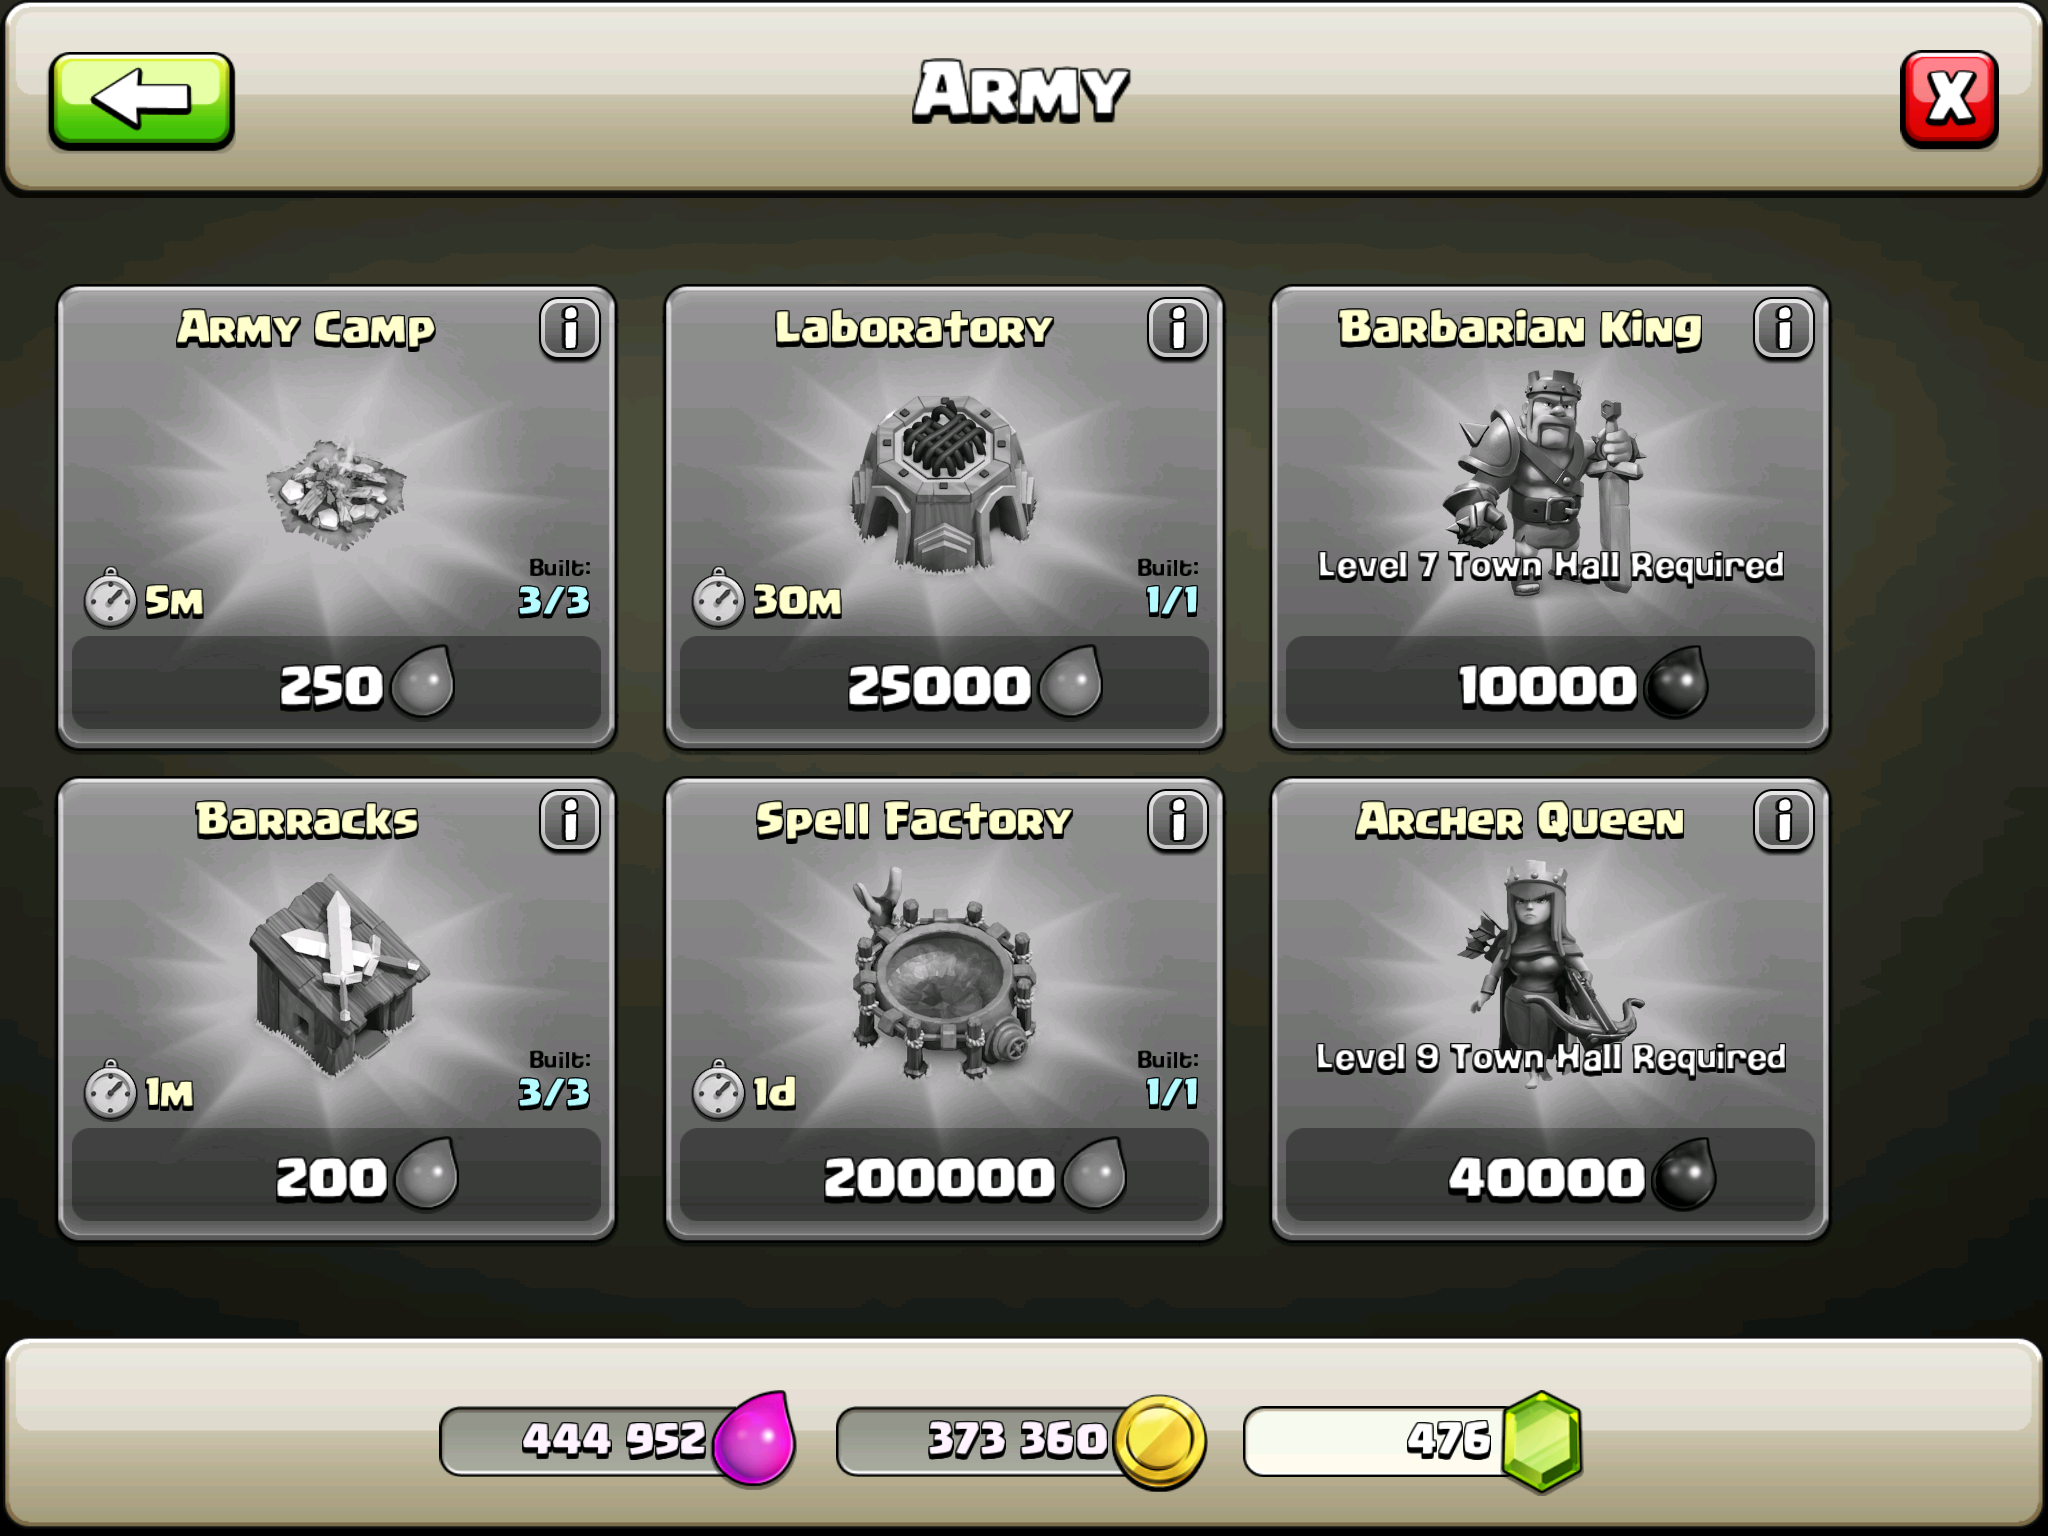 Army
X
Army Camp
i
5m
Built:
3/3
250
Laboratory
i
30m
Built:
1/1
25000
Barbarian King
i
Level 7 Town Hall Required
10000
Barracks
i
1m
Built:
3/3
200
Spell Factory
i
1d
Built:
1/1
200000
Archer Queen
i
Level 9 Town Hall Required
40000
444 952
373 360
476